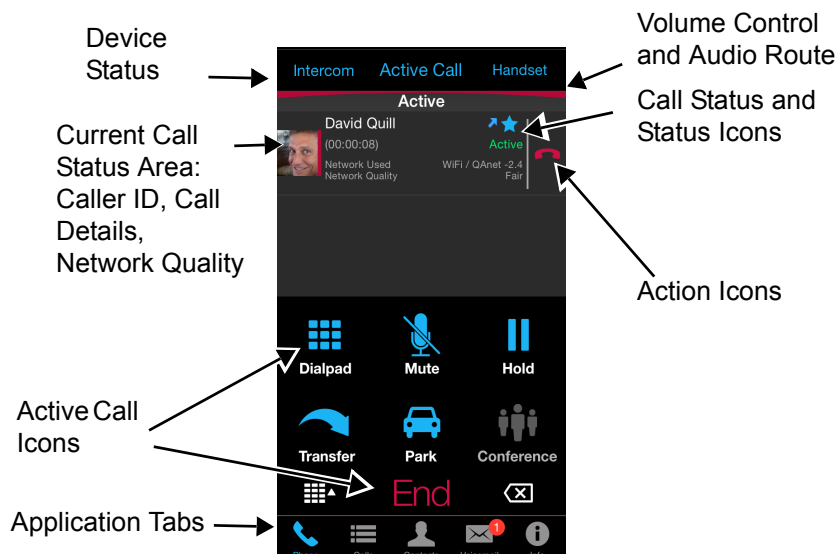 Device
Status
Volume Control
and Audio Route
Intercom Active Call Handset
Active
Call Status and
Status Icons
Current Call
Status Area:
Caller ID, Call
Details,
Network Quality
David Quill
(00:00:08) Active
Network Used WiFi / QAnet -2.4
Network Quality Fair
Action Icons
Dialpad Mute Hold
Active Call
Icons
Transfer Park Conference
End
Application Tabs
1